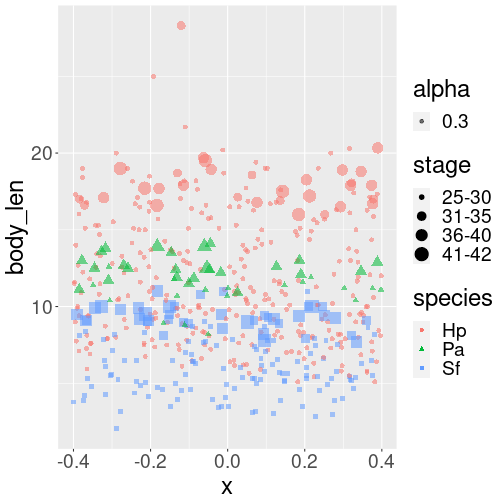 20
10
body_len
-0.4 -0.2 0.0 0.2 0.4
x
alpha
0.3
stage
25-30
31-35
36-40
41-42
species
Hp
Pa
Sf